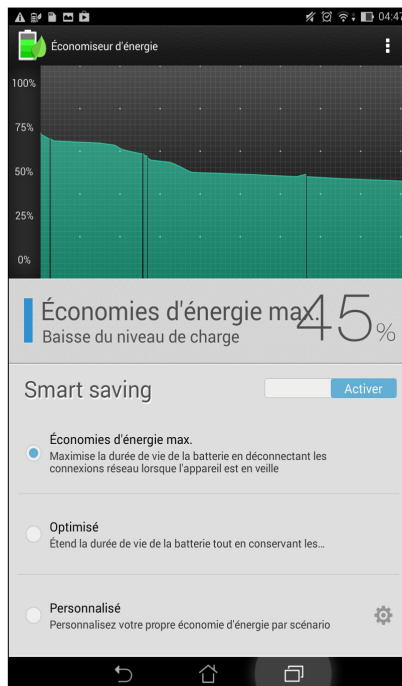 04:47
Économiseur d'énergie
100%
75%
50%
25%
0%
Économies d'énergie max.
45%
Baisse du niveau de charge
Smart saving
Activer
Économies d'énergie max.
Maximise la durée de vie de la batterie en déconnectant les
connexions réseau lorsque l'appareil est en veille
Optimisé
Étend la durée de vie de la batterie tout en conservant les...
Personnalisé
Personnalisez votre propre économie d'énergie par scénario